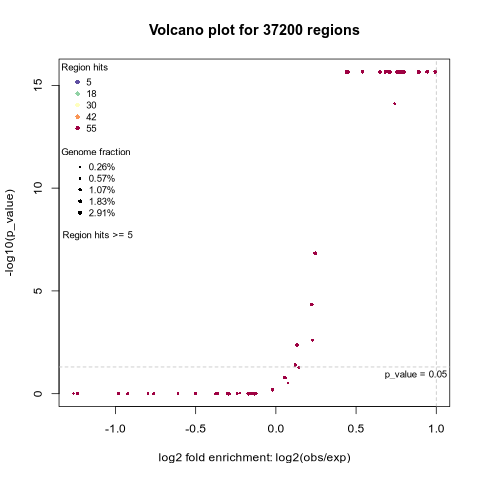 Volcano plot for 37200 regions
Region hits
5
18
30
42
55
Genome fraction
0.26%
0.57%
1.07%
1.83%
2.91%
Region hits >= 5
p_value = 0.05
-log10(p_value)
15
10
5
0
-1.0 -0.5 0.0 0.5 1.0
log2 fold enrichment: log2(obs/exp)